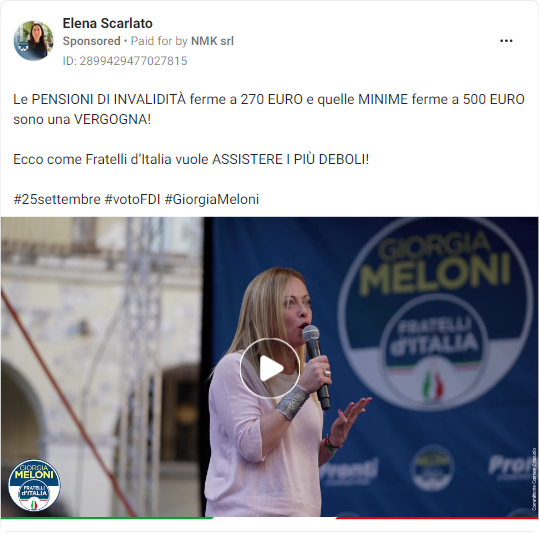 Elena Scarlato
Sponsored • Paid for by NMK srl
ID: 2899429477027815
Le PENSIONI DI INVALIDITÀ ferme a 270 EURO e quelle MINIME ferme a 500 EURO
sono una VERGOGNA!
Ecco come Fratelli d’Italia vuole ASSISTERE I PIÙ DEBOLI!
#25settembre #votoFDI #GiorgiaMeloni
GIORGIA
MELONI
FRATELLI
d'ITALIA
Pronti
Pronti
GIORGIA
MELONI
FRATELLI
d'ITALIA